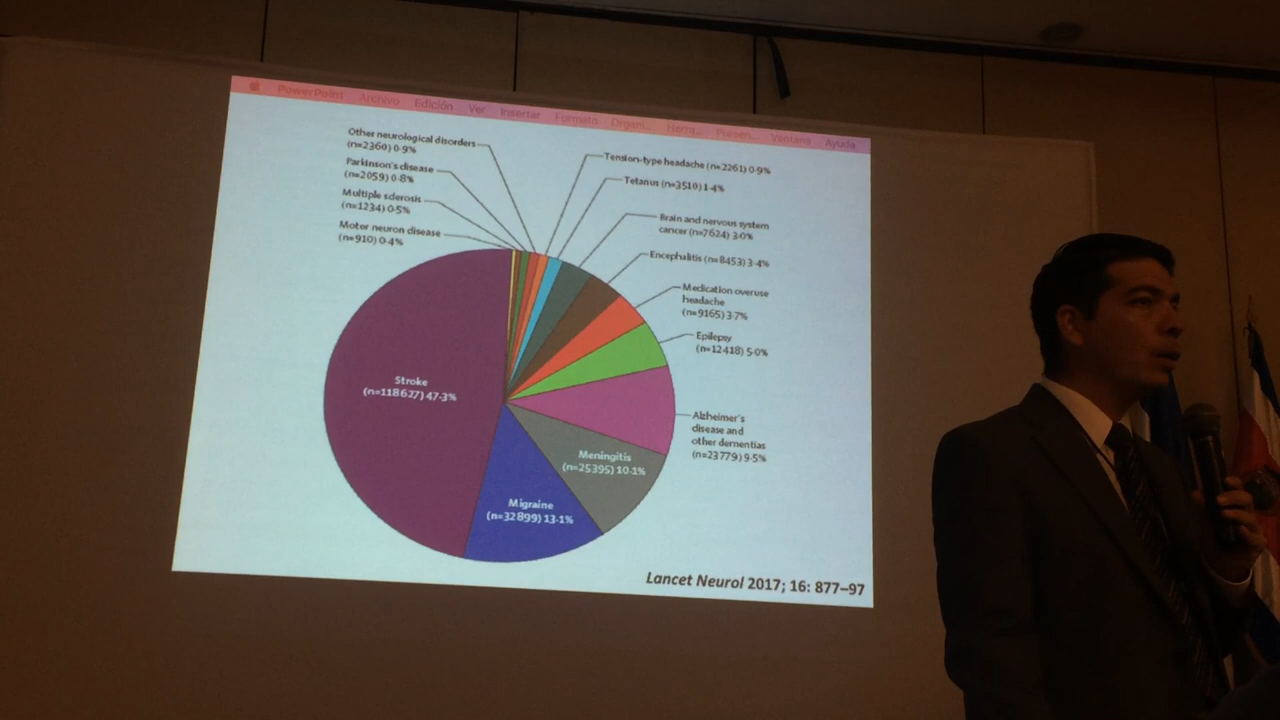 PowerPoint Archivo Edición Ver Insertar Formato Organi... Herra... Presen... Ventana Ayuda
Other neurological disorders
(n=2360) 0·9%
Parkinson's disease
(n=2059) 0·8%
Multiple sclerosis
(n=1234) 0·5%
Motor neuron disease
(n=910) 0·4%
Tension-type headache (n=2261) 0·9%
Tetanus (n=3510) 1·4%
Brain and nervous system
cancer (n=7624) 3·0%
Encephalitis (n=8453) 3·4%
Medication overuse
headache
(n=9165) 3·7%
Epilepsy
(n=12418) 5·0%
Alzheimer's
disease and
other dementias
(n=23779) 9·5%
Stroke
(n=118627) 47·3%
Meningitis
(n=25395) 10·1%
Migraine
(n=32899) 13·1%
Lancet Neurol 2017; 16: 877–97